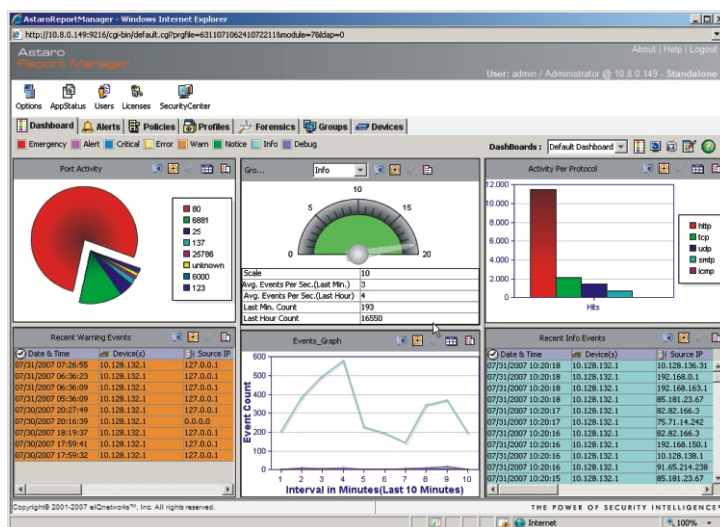 AstaroReportManager - Windows Internet Explorer
http://10.8.0.149:9216/cgi-bin/default.cgi?prgfile=6311071062410722118module=78ldap=0
Astaro
Report Manager
About | Help | Logout
User: admin / Administrator @ 10.8.0.149 - Standalone
Options AppStatus Users Licenses SecurityCenter
Dashboard Alerts Policies Profiles Forensics Groups Devices
Emergency Alert Critical Error Warn Notice Info Debug
DashBoards : Default Dashboard
Port Activity
80
6881
25
137
25786
unknown
6000
123
Gro... Info
0 5 10 15 20
Scale 10
Avg. Events Per Sec.(Last Min.) 3
Avg. Events Per Sec.(Last Hour) 4
Last Min. Count 193
Last Hour Count 16550
Activity Per Protocol
12.000
10.000
8.000
6.000
4.000
2.000
0
Hits
http
tcp
udp
smtp
icmp
Recent Warning Events
Date & Time Device(s) Source IP
07/31/2007 07:26:55 10.128.132.1 127.0.0.1
07/31/2007 06:36:23 10.128.132.1 127.0.0.1
07/31/2007 06:36:09 10.128.132.1 127.0.0.1
07/31/2007 05:36:09 10.128.132.1 127.0.0.1
07/30/2007 20:27:49 10.128.132.1 127.0.0.1
07/30/2007 20:16:39 10.128.132.1 0.0.0.0
07/30/2007 18:19:37 10.128.132.1 127.0.0.1
07/30/2007 17:59:41 10.128.132.1 127.0.0.1
07/30/2007 17:59:32 10.128.132.1 127.0.0.1
Events_Graph
Event Count
600
500
400
300
200
100
0
1 2 3 4 5 6 7 8 9 10
Interval in Minutes(Last 10 Minutes)
Recent Info Events
Date & Time Device(s) Source IP
07/31/2007 10:20:18 10.128.132.1 10.128.136.31
07/31/2007 10:20:18 10.128.132.1 192.168.0.1
07/31/2007 10:20:18 10.128.132.1 192.168.163.1
07/31/2007 10:20:18 10.128.132.1 85.181.23.67
07/31/2007 10:20:17 10.128.132.1 82.82.166.3
07/31/2007 10:20:17 10.128.132.1 75.71.14.242
07/31/2007 10:20:16 10.128.132.1 82.82.166.3
07/31/2007 10:20:16 10.128.132.1 192.168.150.1
07/31/2007 10:20:16 10.128.132.1 10.128.138.1
07/31/2007 10:20:16 10.128.132.1 91.65.214.238
07/31/2007 10:20:15 10.128.132.1 85.181.23.67
Copyright© 2001-2007 eIQnetworks™, Inc. All rights reserved.
THE POWER OF SECURITY INTELLIGENCE
Internet 100%